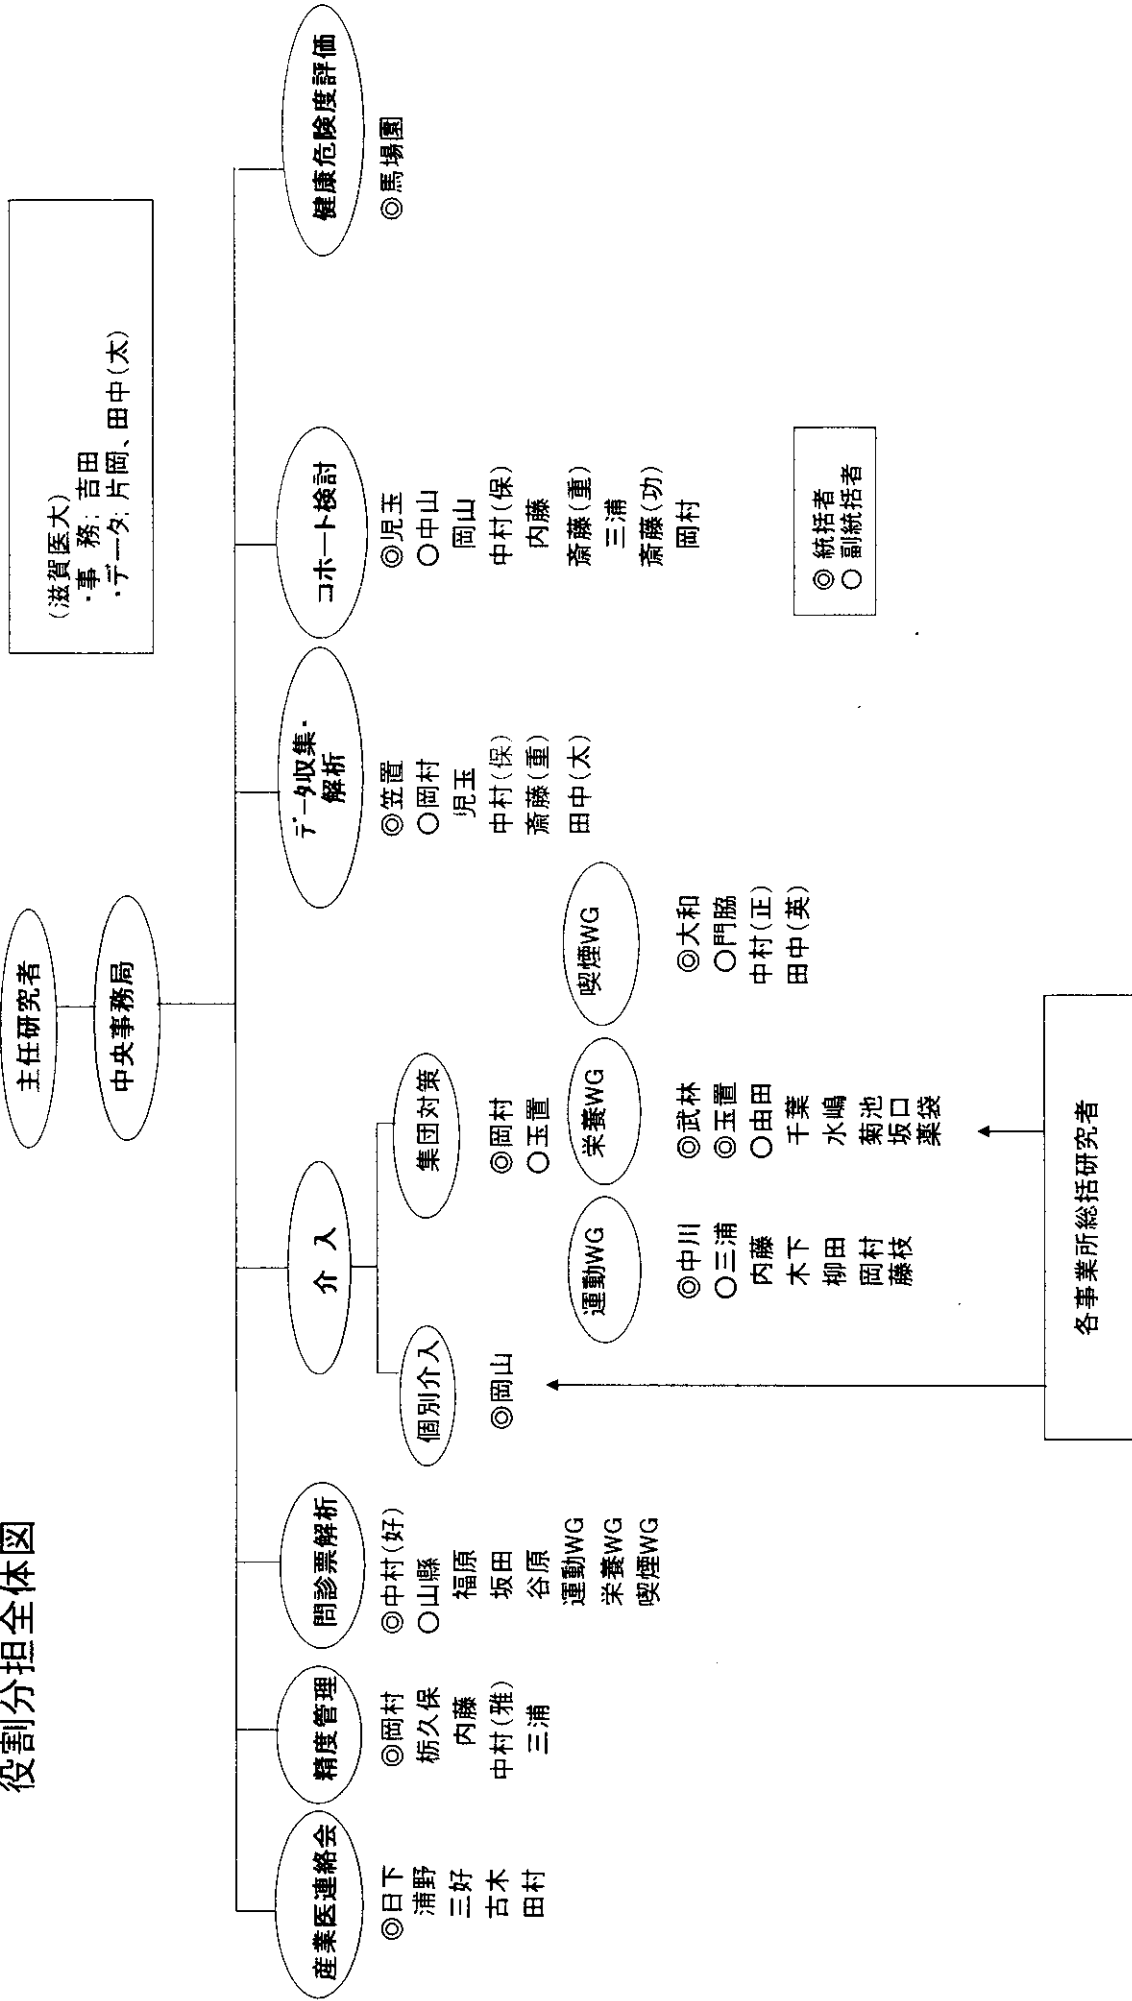 役割分担全体図
主任研究者
中央事務局
(滋賀医大)
・事 務: 吉田
・データ: 片岡、田中(太)
産業医連絡会
◎日下
浦野
三好
古木
田村
精度管理
◎岡村
栃久保
内藤
中村(雅)
三浦
問診票解析
◎中村(好)
○山縣
福原
坂田
谷原
運動WG
栄養WG
喫煙WG
介 入
個別介入
◎岡山
集団対策
◎岡村
○玉置
運動WG
◎中川
○三浦
内藤
木下
柳田
岡村
藤枝
栄養WG
◎武林
◎玉置
○由田
千葉
水嶋
菊池
坂口
薬袋
喫煙WG
◎大和
○門脇
中村(正)
田中(英)
データ収集・
解析
◎笠置
○岡村
児玉
中村(保)
斎藤(重)
田中(太)
コホート検討
◎児玉
○中山
岡山
中村(保)
内藤
斎藤(重)
三浦
斎藤(功)
岡村
健康危険度評価
◎馬場園
◎ 統括者
○ 副統括者
各事業所総括研究者